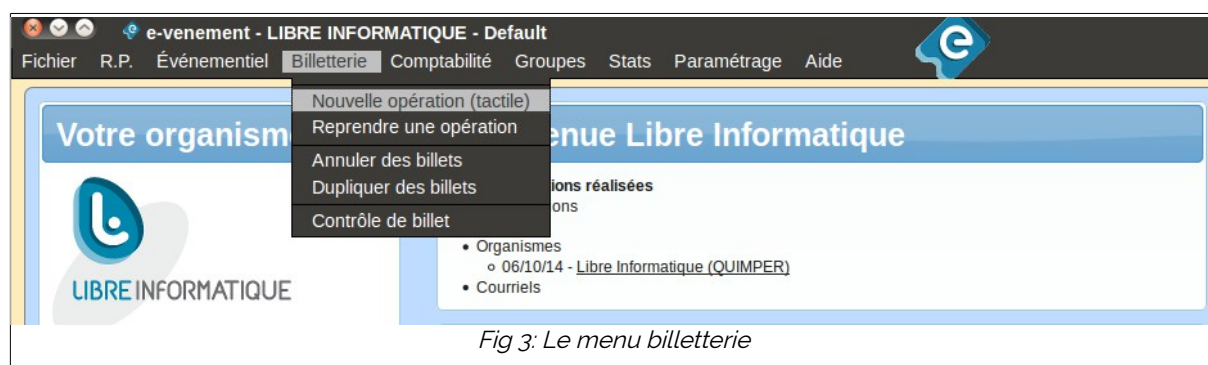 e-venement - LIBRE INFORMATIQUE - Default
Fichier R.P. Événementiel Billetterie Comptabilité Groupes Stats Paramétrage Aide
Nouvelle opération (tactile)
Reprendre une opération
Annuler des billets
Dupliquer des billets
Contrôle de billet
Votre organism
enue Libre Informatique
ions réalisées
ons
• Organismes
o 06/10/14 - Libre Informatique (QUIMPER)
• Courriels
LIBRE INFORMATIQUE
Fig 3: Le menu billetterie